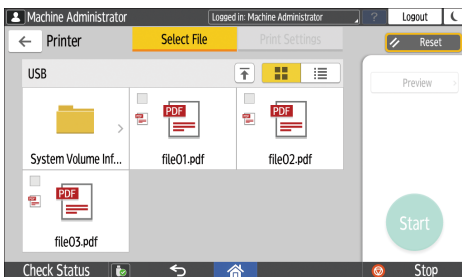 Machine Administrator
Logged in: Machine Administrator
?
Logout
Printer
Select File
Print Settings
Reset
USB
Preview
PDF
PDF
System Volume Inf...
file01.pdf
file02.pdf
PDF
file03.pdf
Start
Check Status
Stop